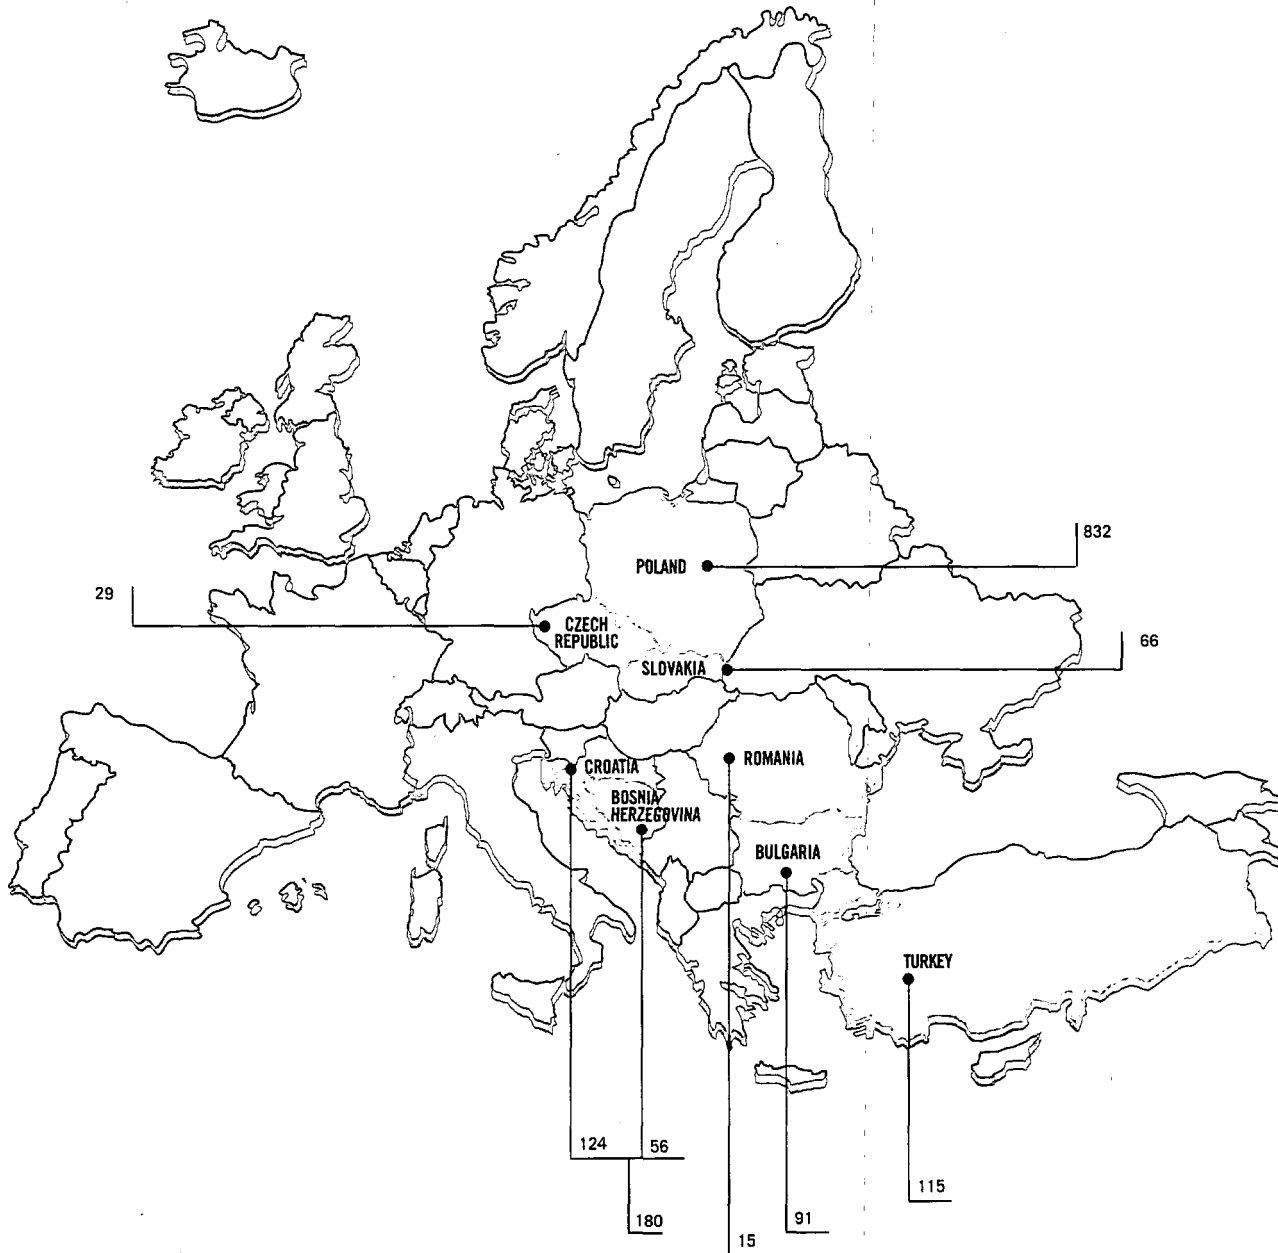 832
POLAND
29
CZECH
REPUBLIC
66
SLOVAKIA
ROMANIA
CROATIA
BOSNIA
HERZEGOVINA
BULGARIA
TURKEY
124
56
115
180
91
15